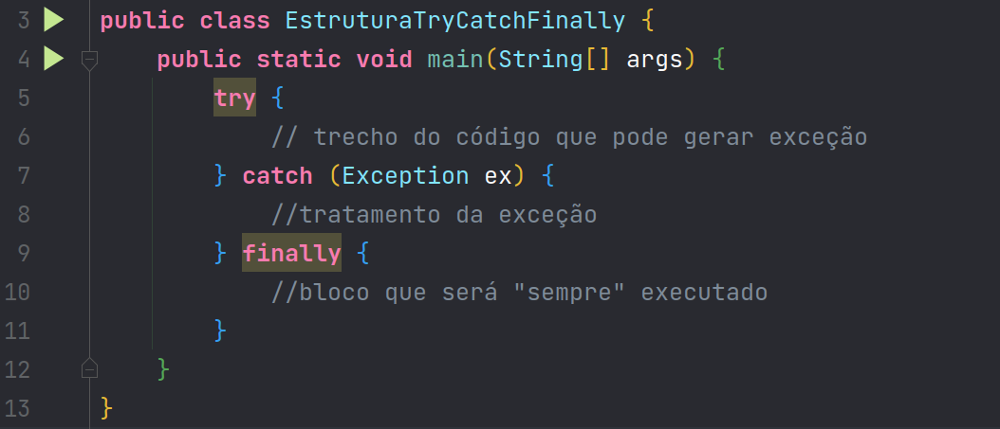 3 public class EstruturaTryCatchFinally {
4 public static void main(String[] args) {
5 try {
6 // trecho do código que pode gerar exceção
7 } catch (Exception ex) {
8 //tratamento da exceção
9 } finally {
10 //bloco que será "sempre" executado
11 }
12 }
13 }